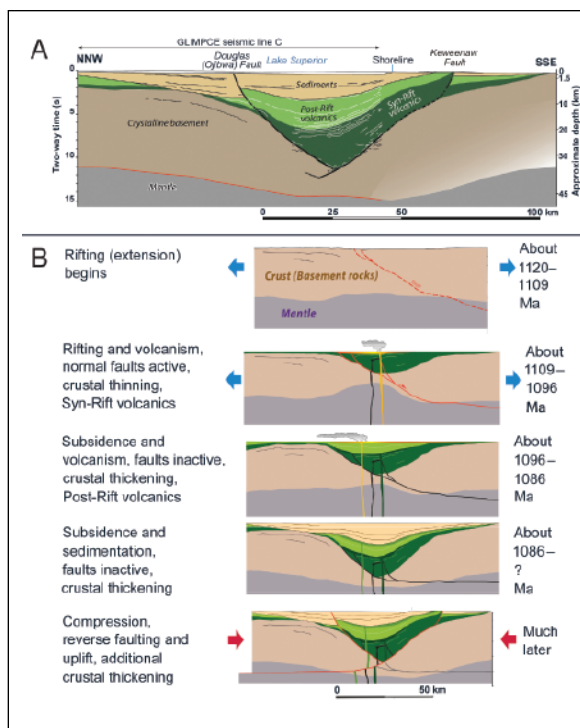 A
GLIMPCE seismic line C
NNW
Douglas
(Ojibwa) Fault
Lake Superior
Shoreline
Keweenaw
Fault
SSE
0
5
10
15
Two-way time (s)
Sediments
Post-Rift
volcanics
Syn-Rift
volcanics
Crystalline basement
Mantle
0
1.5
10
20
34
45
Approximate depth (km)
0 25 50 100 km
B
Rifting (extension)
begins
Crust (Basement rocks)
Mentle
About
1120–
1109
Ma
Rifting and volcanism,
normal faults active,
crustal thinning,
Syn-Rift volcanics
About
1109–
1096
Ma
Subsidence and
volcanism, faults inactive,
crustal thickening,
Post-Rift volcanics
About
1096–
1086
Ma
Subsidence and
sedimentation,
faults inactive,
crustal thickening
About
1086–
?
Ma
Compression,
reverse faulting and
uplift, additional
crustal thickening
Much
later
0 50 km